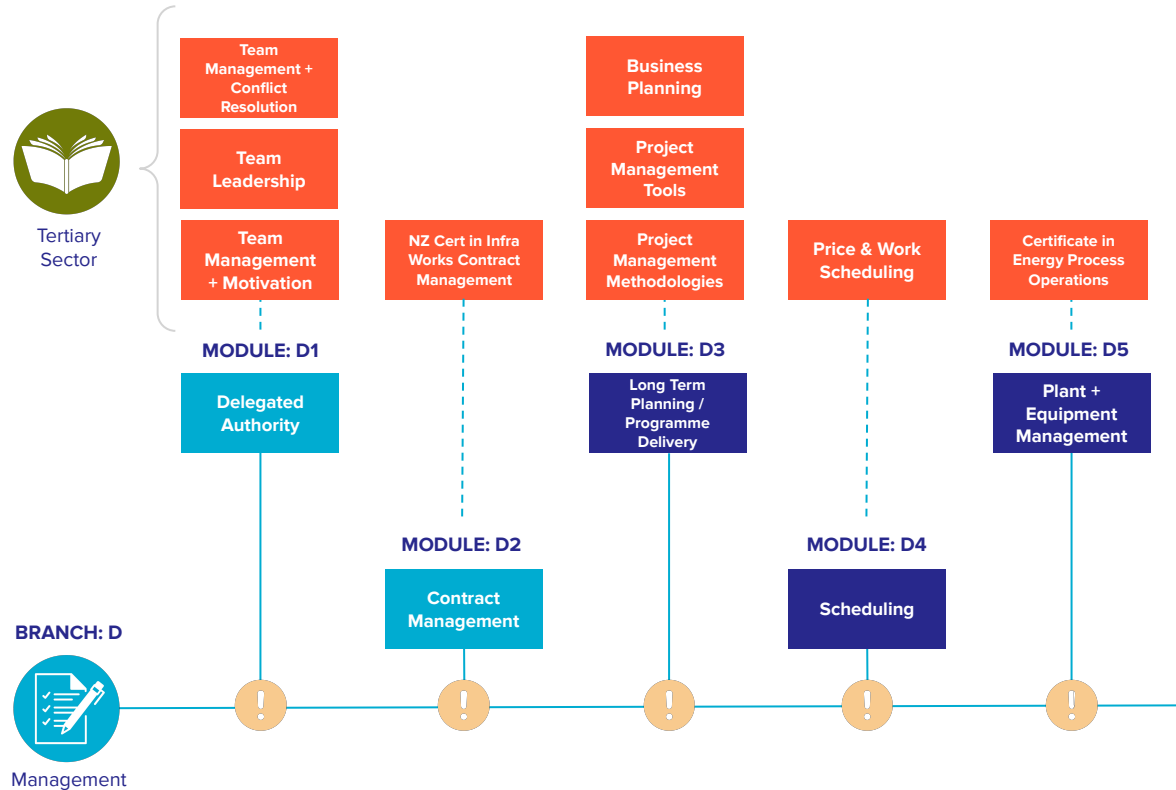 Team
Management +
Conflict
Resolution
Business
Planning
Team
Leadership
Project
Management
Tools
Tertiary
Sector
Team
Management
+ Motivation
NZ Cert in Infra
Works Contract
Management
Project
Management
Methodologies
Price & Work
Scheduling
Certificate in
Energy Process
Operations
MODULE: D1
MODULE: D3
MODULE: D5
Delegated
Authority
Long Term
Planning /
Programme
Delivery
Plant +
Equipment
Management
MODULE: D2
MODULE: D4
Contract
Management
Scheduling
BRANCH: D
!
!
!
!
!
Management